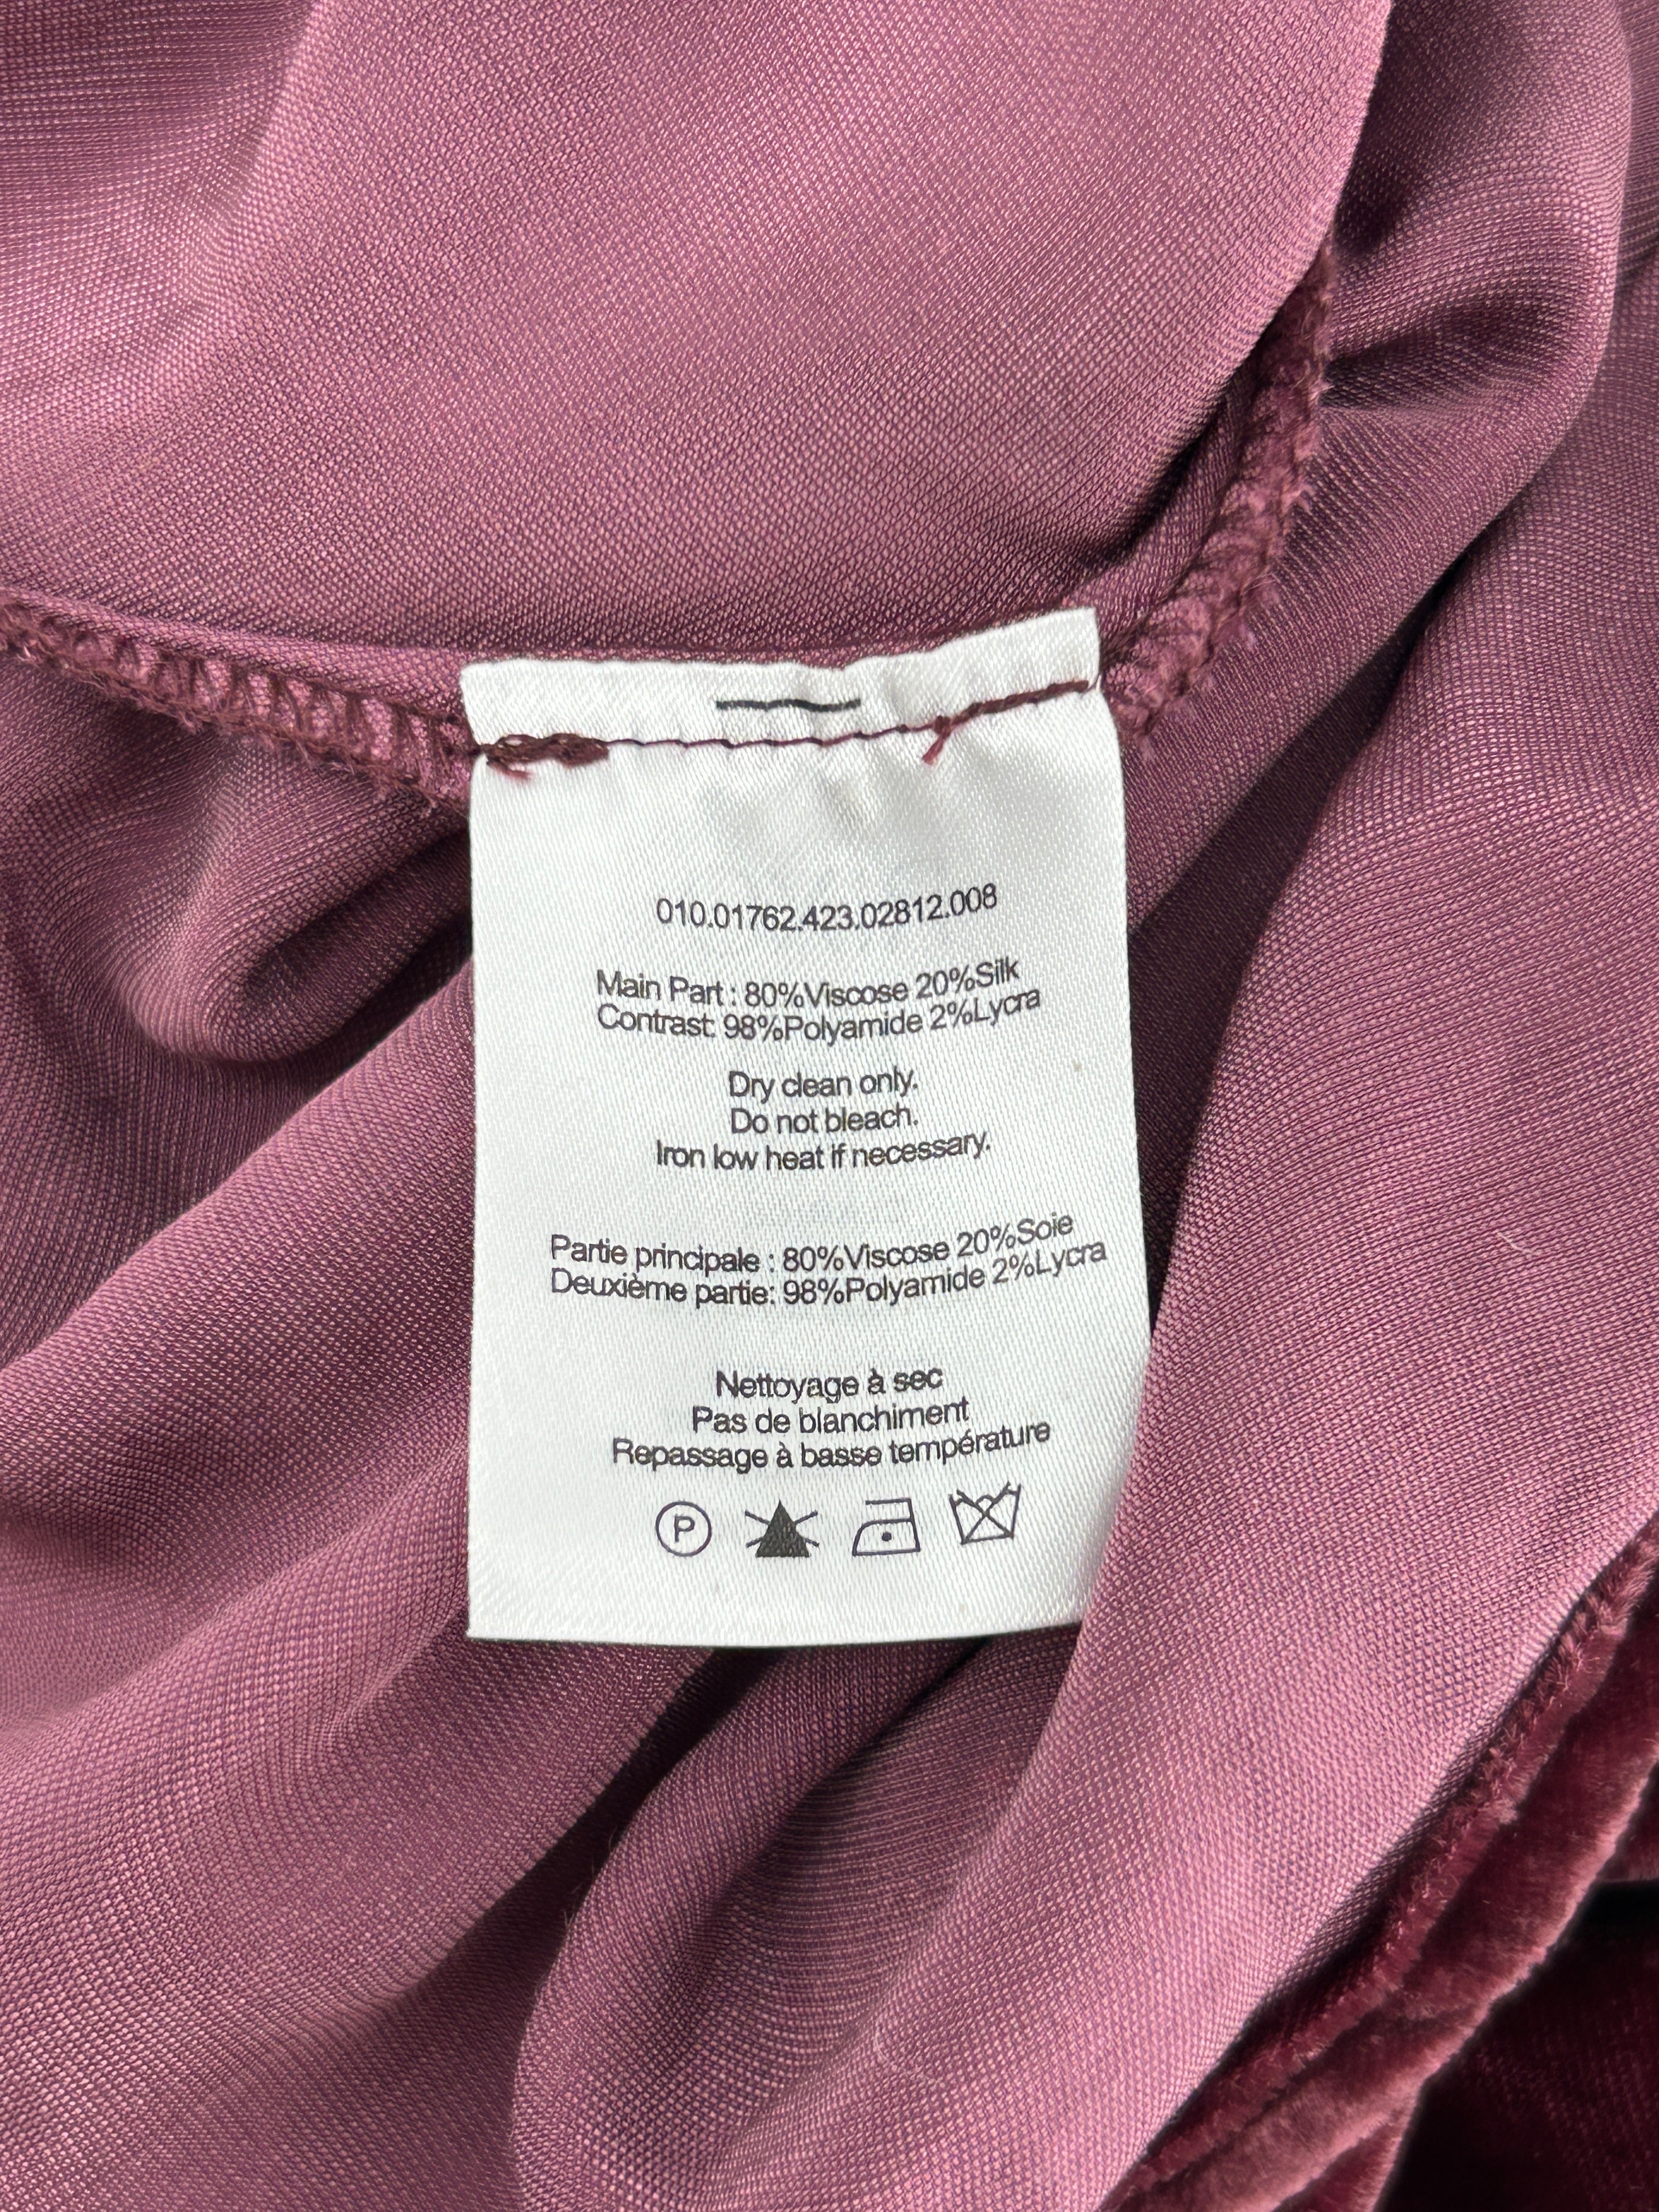 010.01762.423.02812.008
Main Part : 80%Viscose 20%Silk
Contrast: 98%Polyamide 2%Lycra
Dry clean only.
Do not bleach.
Iron low heat if necessary.
Partie principale : 80%Viscose 20%Soie
Deuxième partie: 98%Polyamide 2%Lycra
Nettoyage à sec
Pas de blanchiment
Repassage à basse température
P